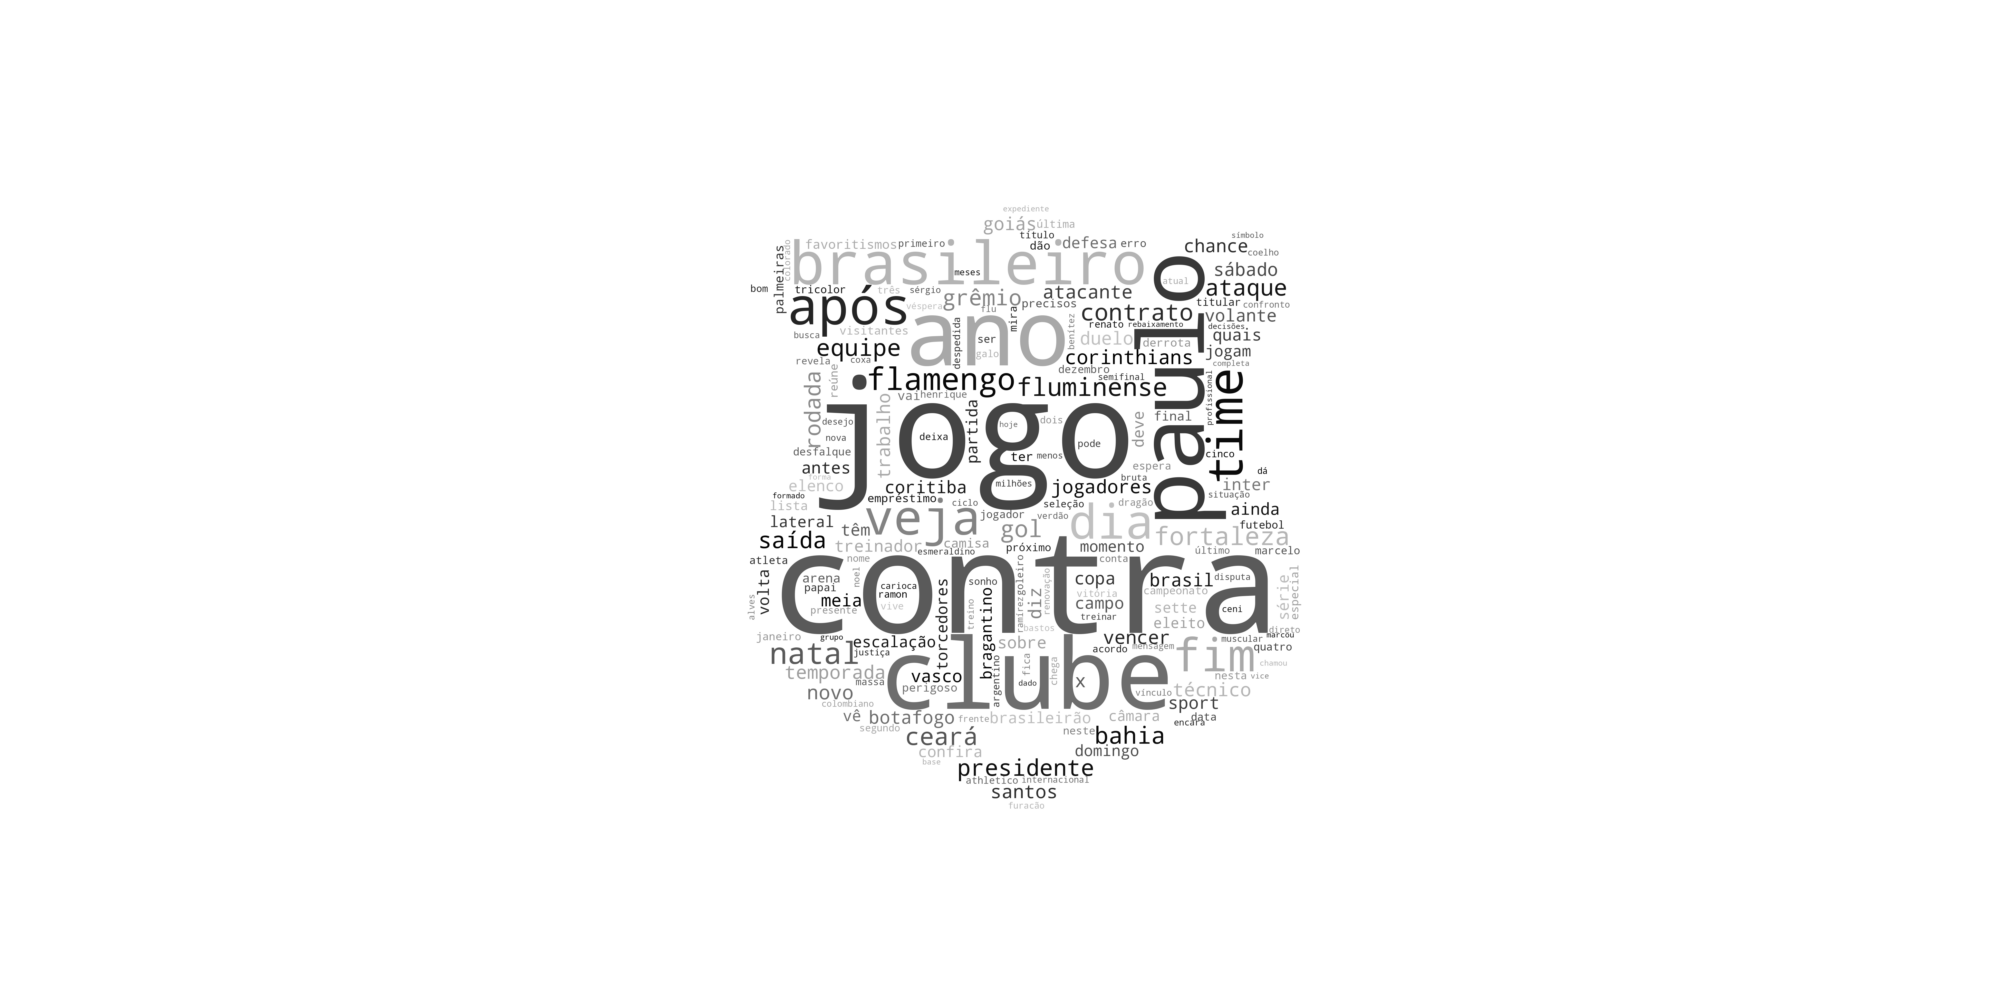 expediente
goiás última
título símbolo
favoritismos primeiro dão defesa erro chance coelho
palmeiras colorado brasileiro meses paulo atual sábado
bom tricolor três sérgio grêmio atacante ataque
após véspera flu precisos titular confronto
contrato volante
busca visitantes ano despedida mira benítez renato rebaixamento decisões
equipe ser duelo derrota quais
revela coxa galo corinthians jogam
reúne dezembro completa
flamengo semifinal time profissional
rodada vai henrique fluminense
trabalho jogo partida hoje dois deve final
desejo deixa pode
nova
desfalque ter menos cinco
antes espera dá
forma milhões bruta inter
elenco coritiba jogadores situação
formado empréstimo ciclo seleção dragão ainda
lista veja jogador verdão dia
lateral têm gol futebol
saída treinador camisa fortaleza
esmeraldino próximo momento último marcelo
atleta nome contra conta
volta arena noel carioca torcedores sonho goleiro renovação copa brasil disputa série especial
papai ramon ramírez vitória campeonato
alves meia vive treino bragantino diz campo sette ceni
presente treinar
bastos eleito direto
janeiro grupo escalação sobre vencer muscular marcou
natal justiça clube acordo mensagem fim quatro
argentino fica chega chamou
temporada massa vasco x nesta vice
novo perigoso dado vínculo técnico
colombiano sport
vê botafogo frente brasileirão câmara data
segundo neste encara
ceará bahia
confira domingo
base
presidente
athletico internacional
santos
furacão